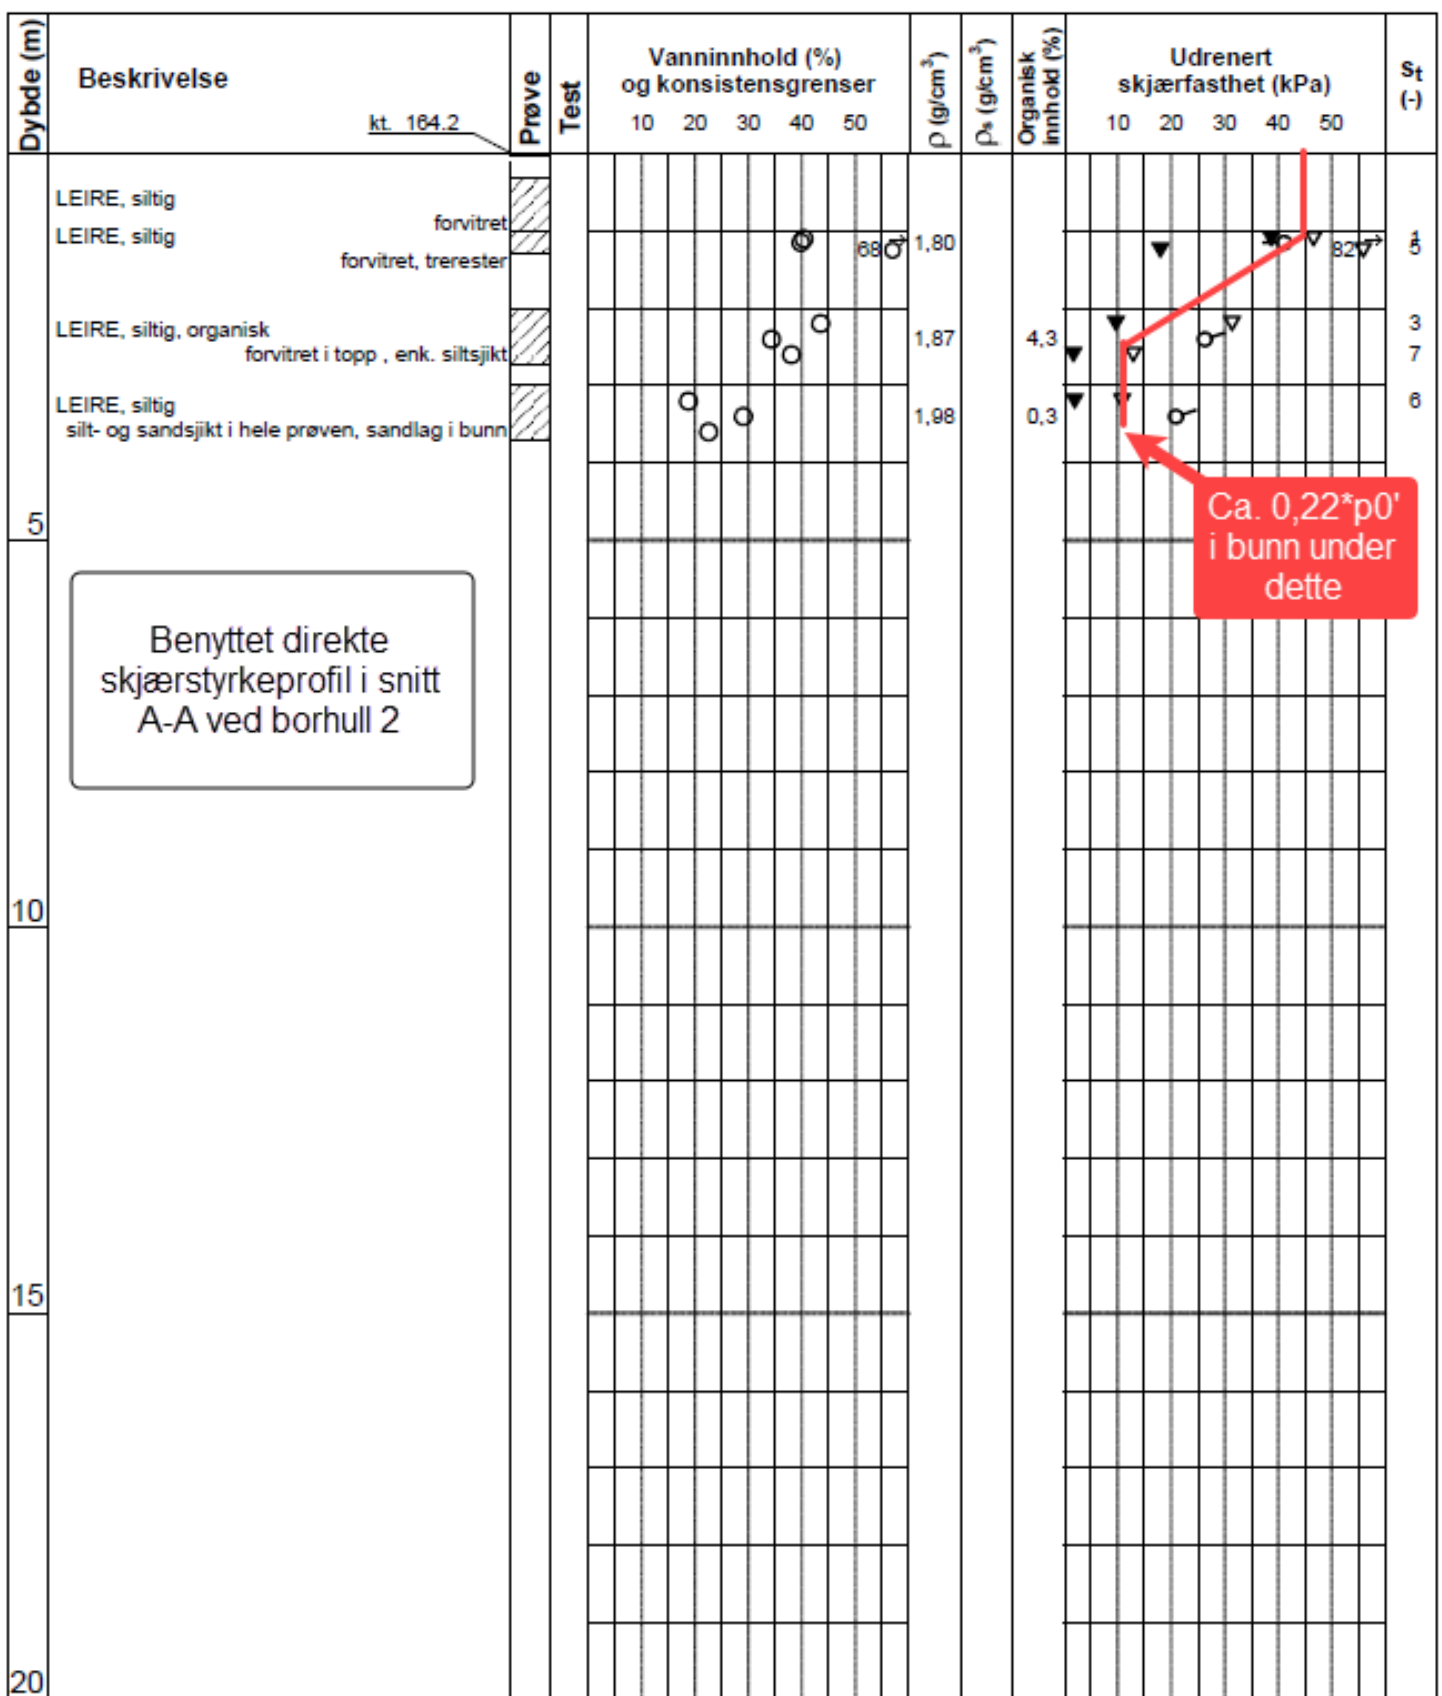 Dybde (m)
Beskrivelse
kt. 164.2
Prøve
Test
Vanninnhold (%)
og konsistensgrenser
10 20 30 40 50
ρ (g/cm³)
ρs (g/cm³)
Organisk
innhold (%)
Udrenert
skjærfasthet (kPa)
10 20 30 40 50
St
(-)
LEIRE, siltig
forvitret
LEIRE, siltig
forvitret, trerester
68
1,80
82
5
LEIRE, siltig, organisk
forvitret i topp , enk. siltsjikt
1,87
4,3
3
7
LEIRE, siltig
silt- og sandsjikt i hele prøven, sandlag i bunn
1,98
0,3
6
Ca. 0,22*p0'
i bunn under
dette
5
Benyttet direkte
skjærstyrkeprofil i snitt
A-A ved borhull 2
10
15
20